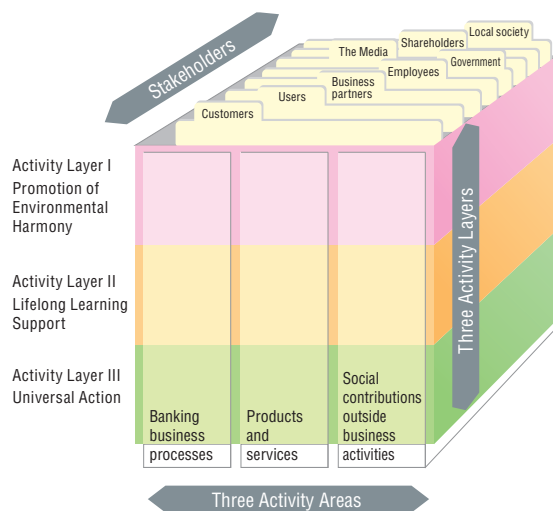 Stakeholders
Local society
Shareholders
The Media
Government
Employees
Business
partners
Users
Customers
Activity Layer I
Promotion of
Environmental
Harmony
Activity Layer II
Lifelong Learning
Support
Activity Layer III
Universal Action
Three Activity Layers
Banking
business
processes
Products
and
services
Social
contributions
outside
business
activities
Three Activity Areas